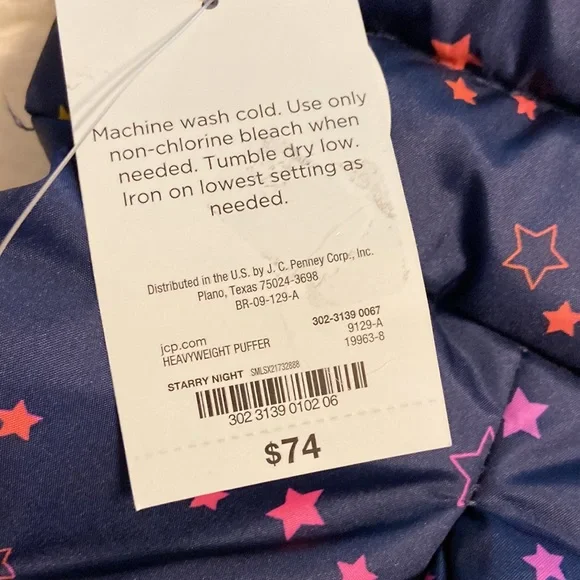 Machine wash cold. Use only
non-chlorine bleach when
needed. Tumble dry low.
Iron on lowest setting as
needed.
Distributed in the U.S. by J. C. Penney Corp., Inc.
Plano, Texas 75024-3698
BR-09-129-A
302-3139 0067
jcp.com 9129-A
HEAVYWEIGHT PUFFER 19963-8
STARRY NIGHT SMLSX21732888
302 3139 0102 06
$74